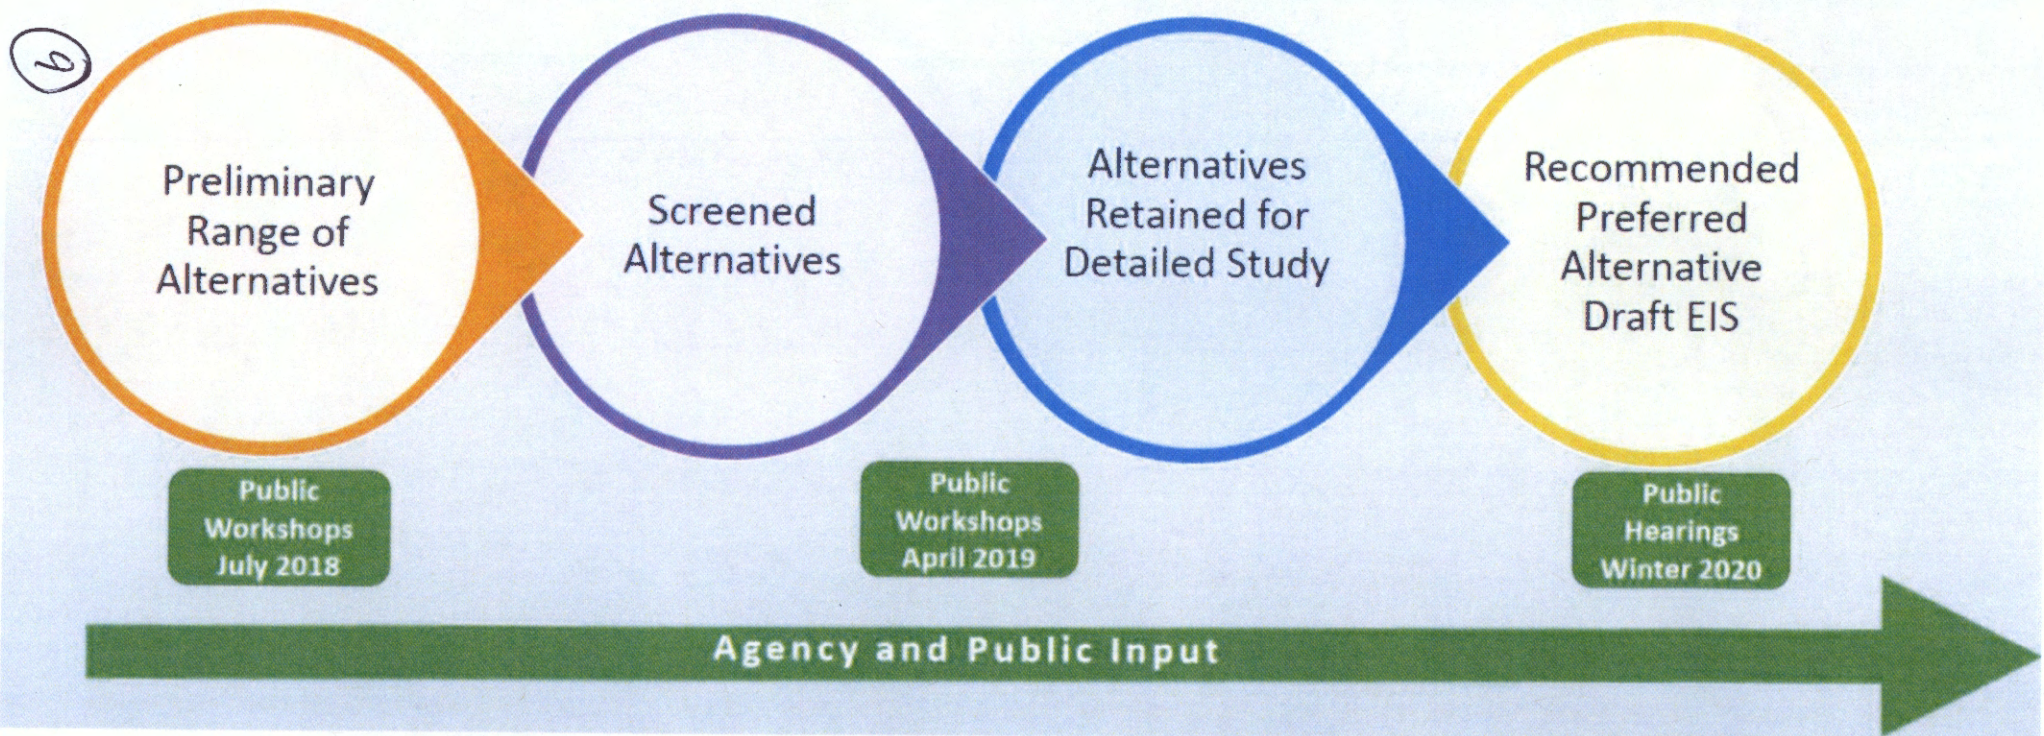 Preliminary
Range of
Alternatives
Screened
Alternatives
Alternatives
Retained for
Detailed Study
Recommended
Preferred
Alternative
Draft EIS
Public
Workshops
July 2018
Public
Workshops
April 2019
Public
Hearings
Winter 2020
Agency and Public Input